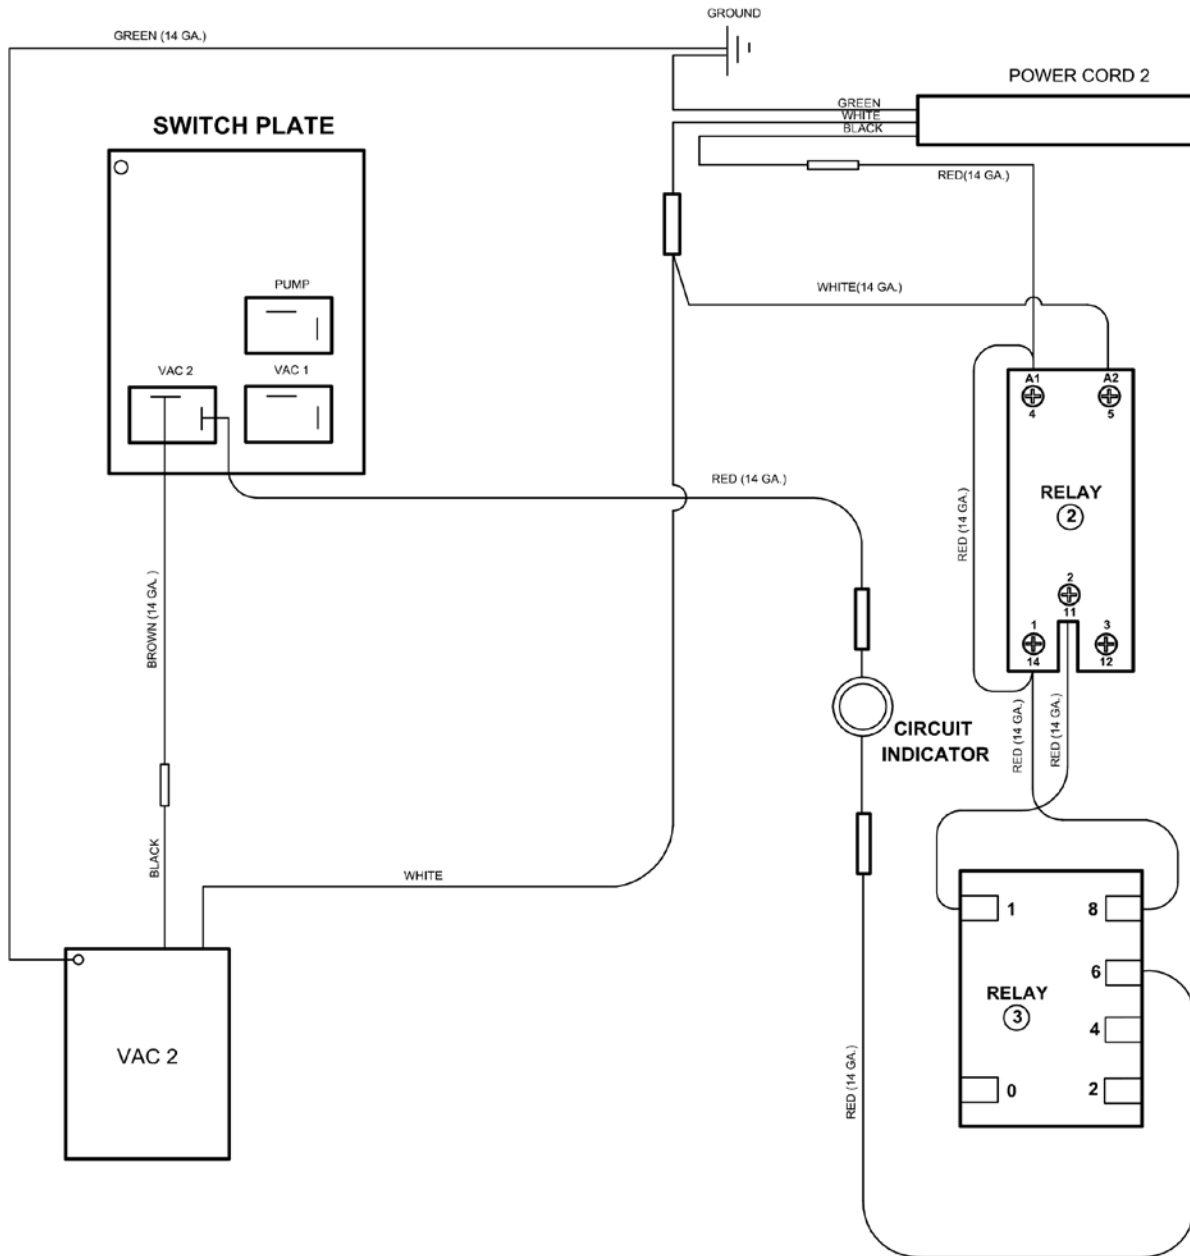 GROUND
GREEN (14 GA.)
POWER CORD 2
GREEN
WHITE
BLACK
SWITCH PLATE
RED(14 GA.)
PUMP
WHITE(14 GA.)
VAC 2
VAC 1
A1
A2
4
5
RED (14 GA.)
RELAY
2
RED (14 GA.)
BROWN (14 GA. )
2
11
1
3
14
12
CIRCUIT
INDICATOR
RED (14 GA.)
RED (14 GA.)
BLACK
WHITE
1
8
6
RELAY
3
4
VAC 2
RED (14 GA.)
0
2